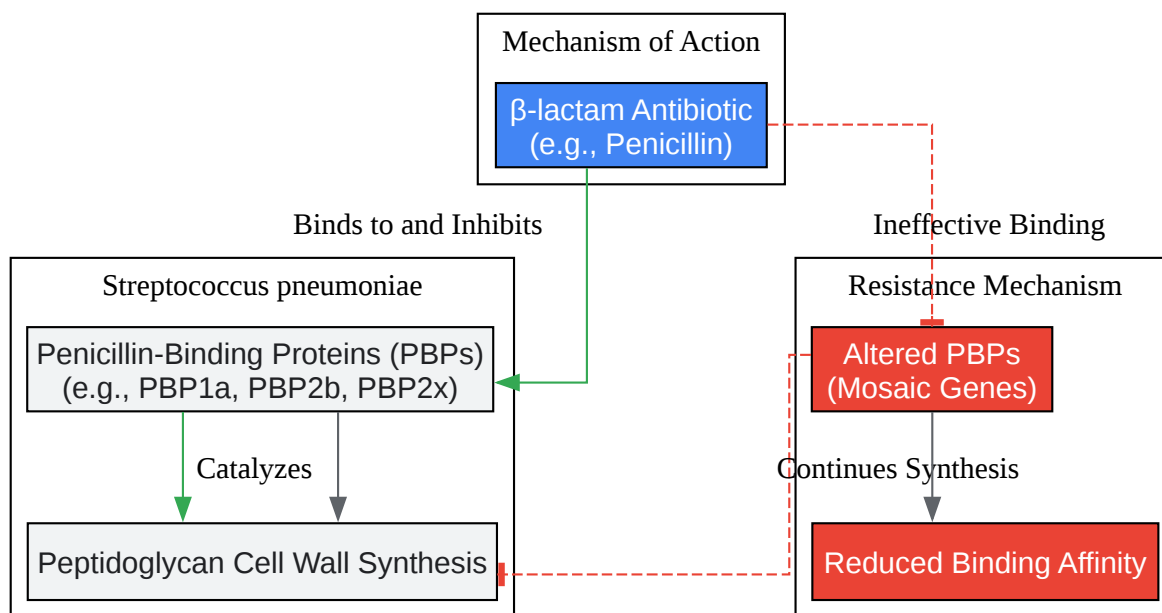 Mechanism of Action
β-lactam Antibiotic
(e.g., Penicillin)
Binds to and Inhibits
Ineffective Binding
Streptococcus pneumoniae
Resistance Mechanism
Penicillin-Binding Proteins (PBPs)
(e.g., PBP1a, PBP2b, PBP2x)
Altered PBPs
(Mosaic Genes)
Catalyzes
Continues Synthesis
Peptidoglycan Cell Wall Synthesis
Reduced Binding Affinity